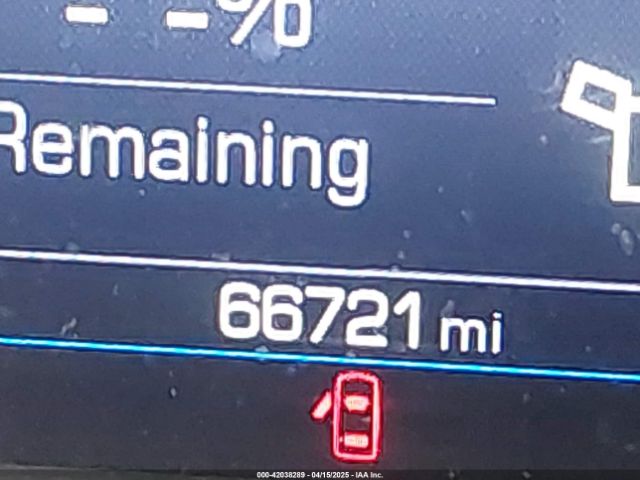 - -%
Remaining
66721 mi
000-42038289 - 04/15/2025 - IAA Inc.